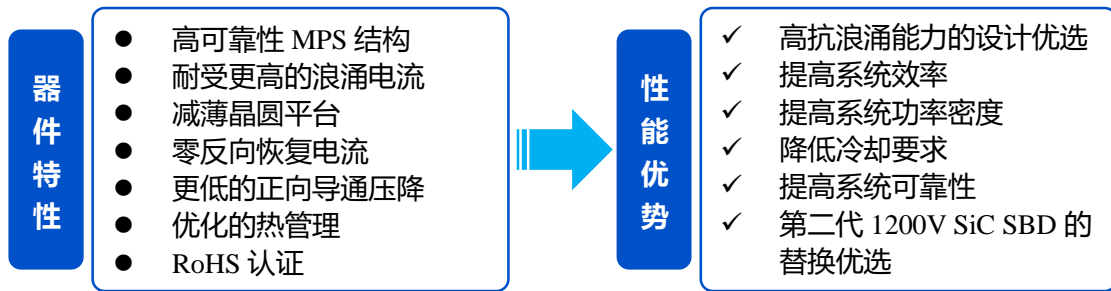 器件特性
● 高可靠性 MPS 结构
● 耐受更高的浪涌电流
● 减薄晶圆平台
● 零反向恢复电流
● 更低的正向导通压降
● 优化的热管理
● RoHS 认证
性能优势
✓ 高抗浪涌能力的设计优选
✓ 提高系统效率
✓ 提高系统功率密度
✓ 降低冷却要求
✓ 提高系统可靠性
✓ 第二代 1200V SiC SBD 的
替换优选